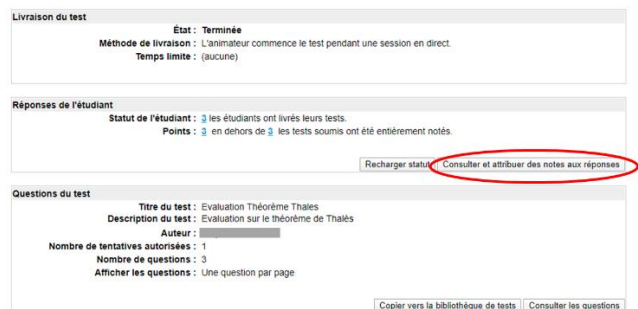 Livraison du test
État : Terminée
Méthode de livraison : L'animateur commence le test pendant une session en direct.
Temps limite : (aucune)
Réponses de l'étudiant
Statut de l'étudiant : 3 les étudiants ont livrés leurs tests.
Points : 3 en dehors de 3 les tests soumis ont été entièrement notés.
Recharger statut Consulter et attribuer des notes aux réponses
Questions du test
Titre du test : Evaluation Théorème Thales
Description du test : Evaluation sur le théorème de Thalès
Auteur :
Nombre de tentatives autorisées : 1
Nombre de questions : 3
Afficher les questions : Une question par page
Copier vers la bibliothèque de tests Consulter les questions